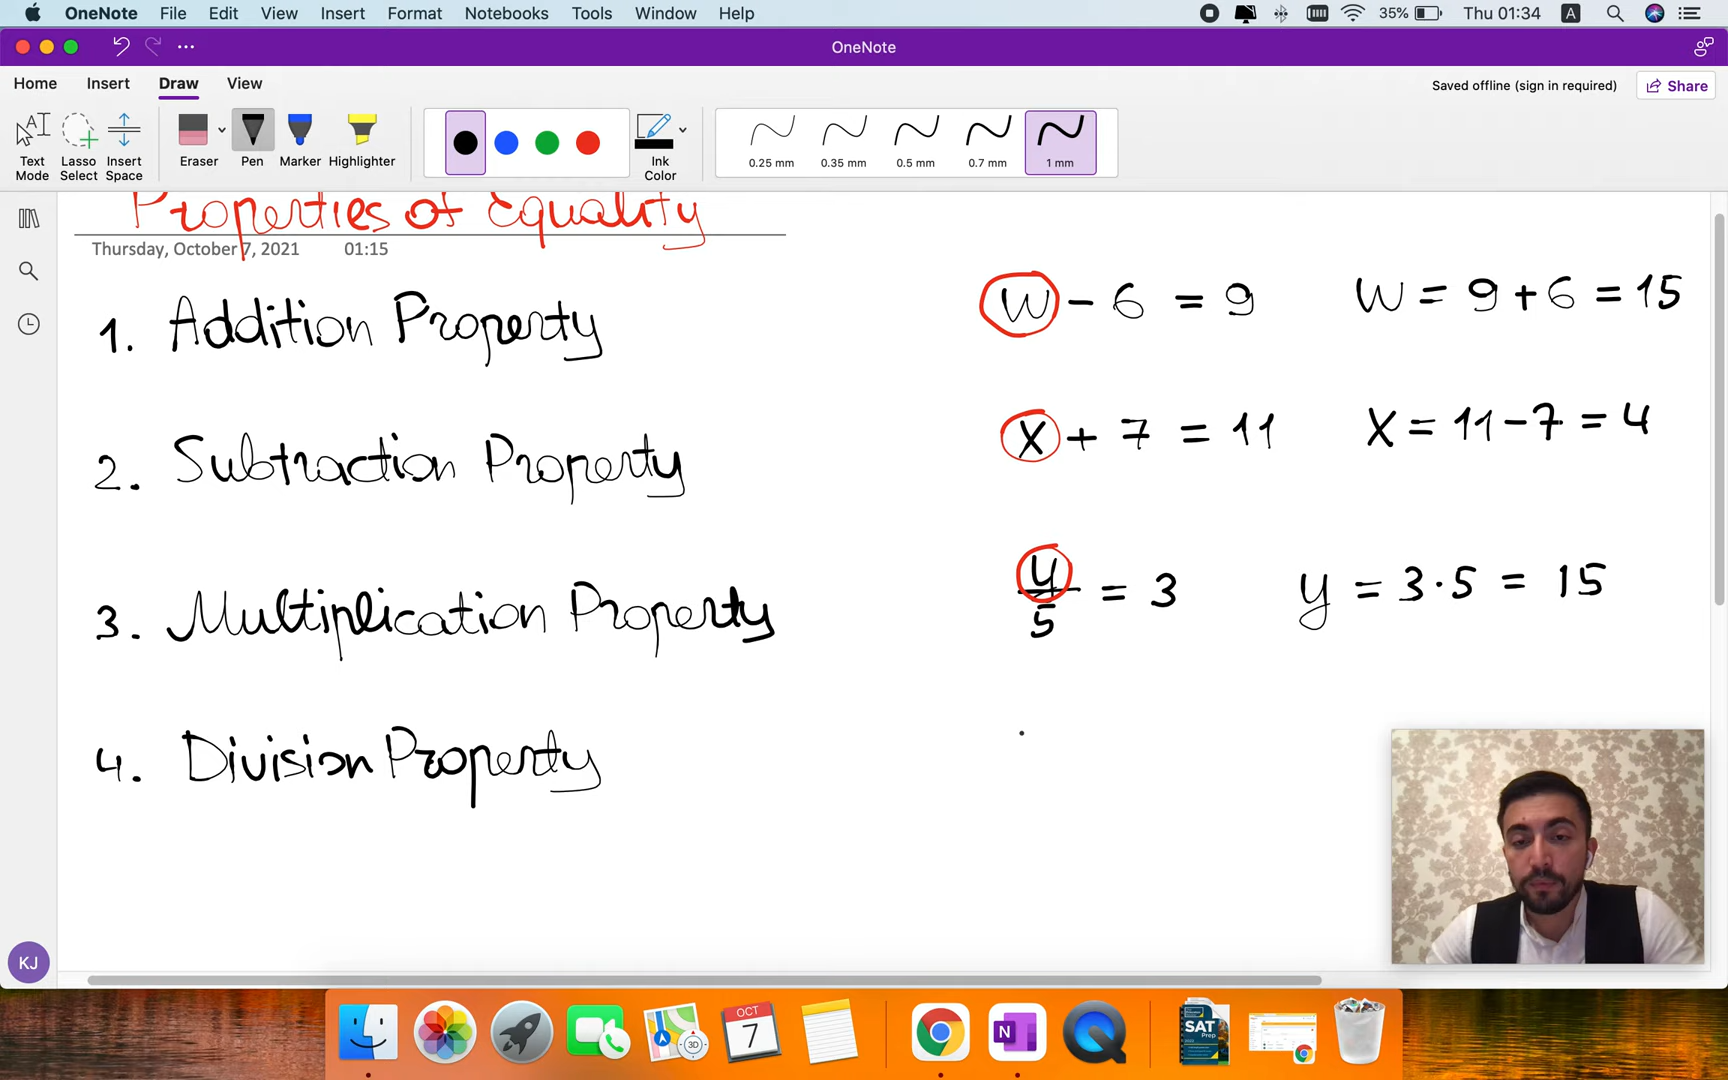 OneNote File Edit View Insert Format Notebooks Tools Window Help 35% Thu 01:34 A
OneNote
Home Insert Draw View Saved offline (sign in required) Share
Text Mode Lasso Select Insert Space Eraser Pen Marker Highlighter Ink Color 0.25 mm 0.35 mm 0.5 mm 0.7 mm 1 mm
Properties of Equality
Thursday, October 7, 2021 01:15
1. Addition Property w - 6 = 9 w = 9 + 6 = 15
2. Subtraction Property x + 7 = 11 x = 11 - 7 = 4
3. Multiplication Property y/5 = 3 y = 3 · 5 = 15
4. Division Property
KJ
OCT
7
3D
N
SAT
Prep